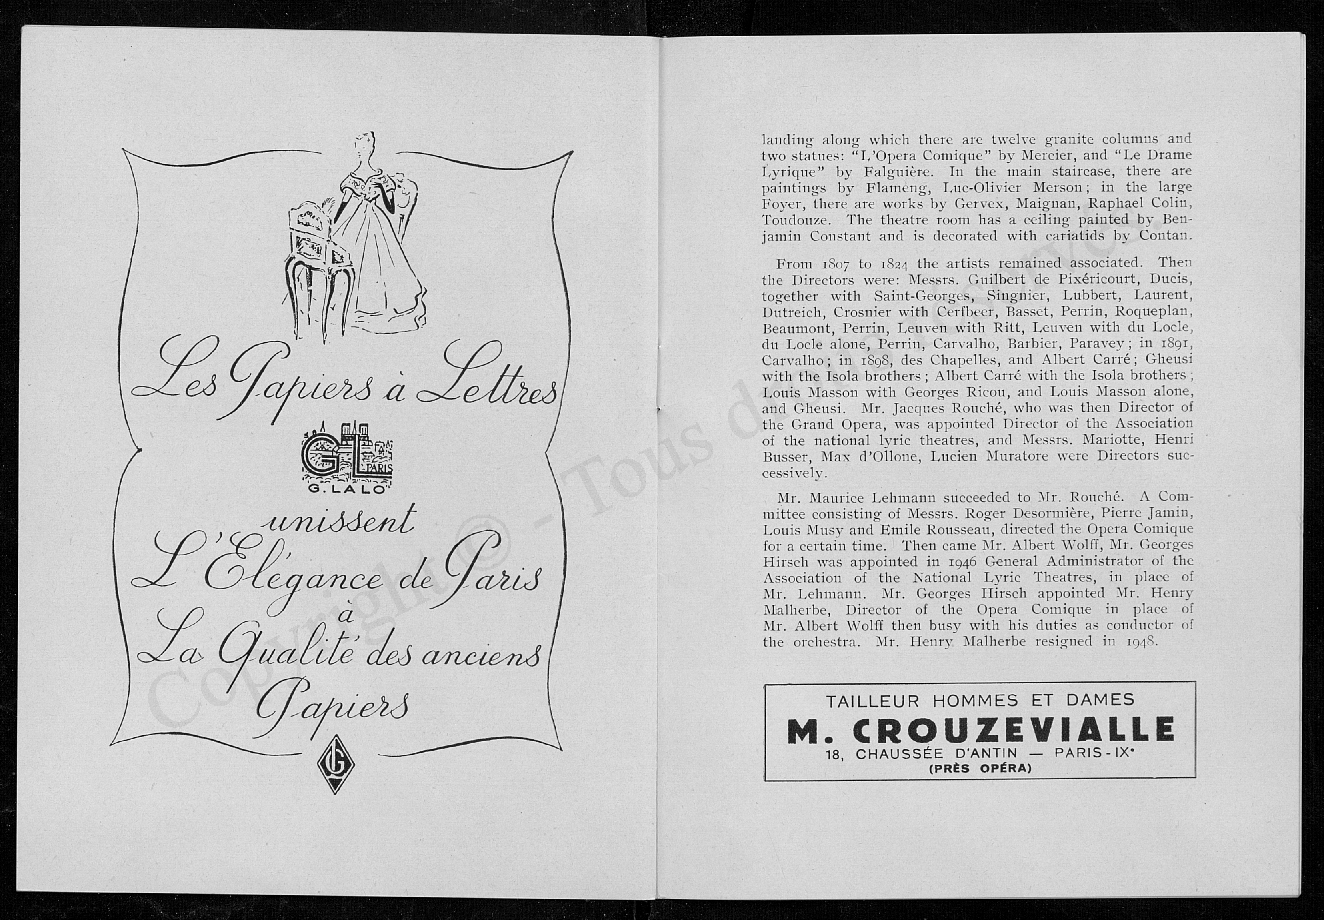 Les Papiers à Lettres
GL
PARIS
G. LALO
unissent
L'Élégance de Paris
à
La Qualité des anciens
Papiers
GL
landing along which there are twelve granite columns and
two statues: "L'Opera Comique" by Mercier, and "Le Drame
Lyrique" by Falguière. In the main staircase, there are
paintings by Flameng, Luc-Olivier Merson; in the large
Foyer, there are works by Gervex, Maignan, Raphael Colin,
Toudouze. The theatre room has a ceiling painted by Ben-
jamin Constant and is decorated with cariatids by Coutan.
From 1807 to 1824 the artists remained associated. Then
the Directors were: Messrs. Guilbert de Pixéricourt, Ducis,
together with Saint-Georges, Singnier, Lubbert, Laurent,
Dutreich, Crosnier with Cerfbeer, Basset, Perrin, Roqueplan,
Beaumont, Perrin, Leuven with Ritt, Leuven with du Locle,
du Locle alone, Perrin, Carvalho, Barbier, Paravey; in 1891,
Carvalho; in 1898, des Chapelles, and Albert Carré; Gheusi
with the Isola brothers; Albert Carré with the Isola brothers;
Louis Masson with Georges Ricou, and Louis Masson alone,
and Gheusi. Mr. Jacques Rouché, who was then Director of
the Grand Opera, was appointed Director of the Association
of the national lyric theatres, and Messrs. Mariotte, Henri
Busser, Max d'Ollone, Lucien Muratore were Directors suc-
cessively.
Mr. Maurice Lehmann succeeded to Mr. Rouché. A Com-
mittee consisting of Messrs. Roger Desormière, Pierre Jamin,
Louis Musy and Emile Rousseau, directed the Opera Comique
for a certain time. Then came Mr. Albert Wolff, Mr. Georges
Hirsch was appointed in 1946 General Administrator of the
Association of the National Lyric Theatres, in place of
Mr. Lehmann. Mr. Georges Hirsch appointed Mr. Henry
Malherbe, Director of the Opera Comique in place of
Mr. Albert Wolff then busy with his duties as conductor of
the orchestra. Mr. Henry Malherbe resigned in 1948.
TAILLEUR HOMMES ET DAMES
M. CROUZEVIALLE
18, CHAUSSÉE D'ANTIN — PARIS-IXe
(PRÈS OPÉRA)
Copyright © - Tous